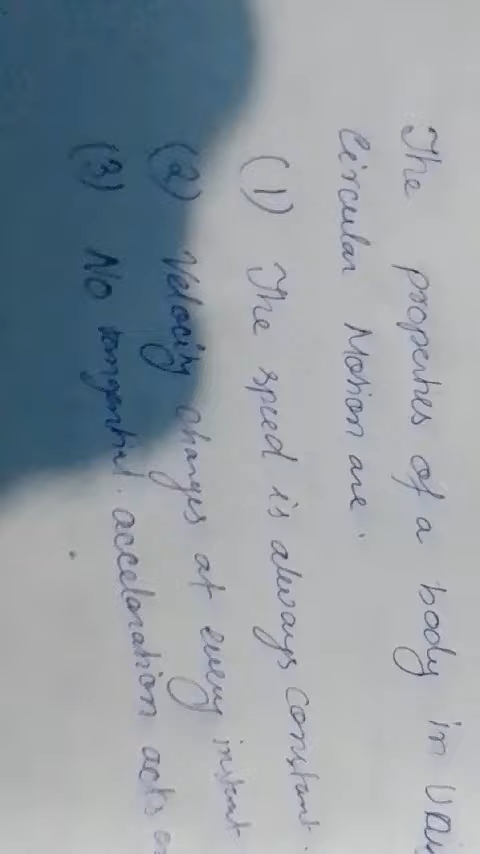 The properties of a body in
Circular Motion are.
(1) The speed is always constant.
(2) Velocity changes at every instant
(3) No tangential acceleration acts